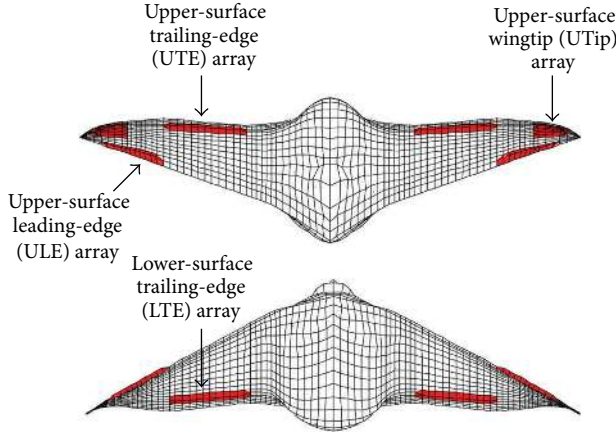 Upper-surface
trailing-edge
(UTE) array
Upper-surface
wingtip (UTip)
array
Upper-surface
leading-edge
(ULE) array
Lower-surface
trailing-edge
(LTE) array